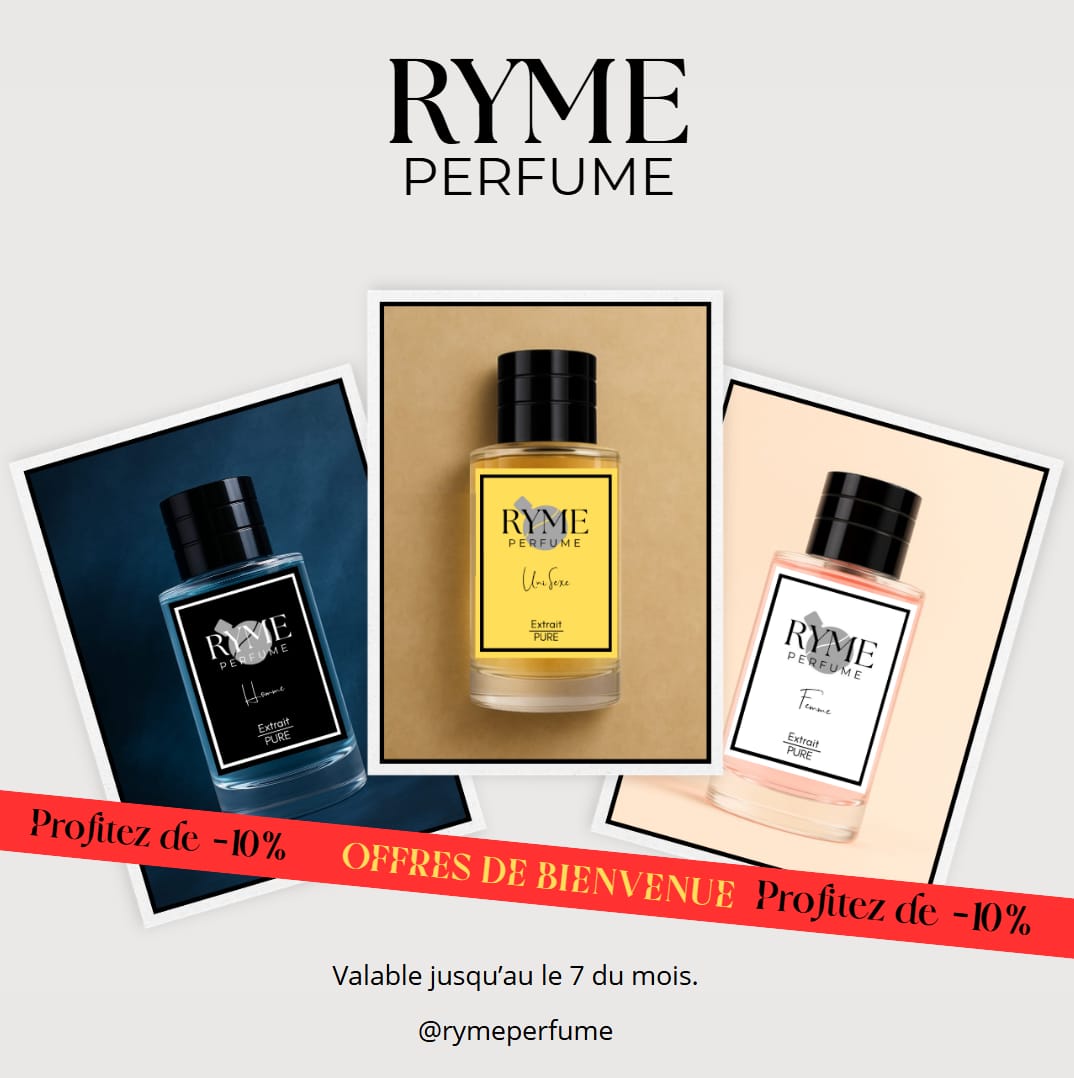 RYME
PERFUME
RYME
PERFUME
Homme
Extrait
PURE
RYME
PERFUME
UniSexe
Extrait
PURE
RYME
PERFUME
Femme
Extrait
PURE
Profitez de -10% OFFRES DE BIENVENUE Profitez de -10%
Valable jusqu’au le 7 du mois.
@rymeperfume